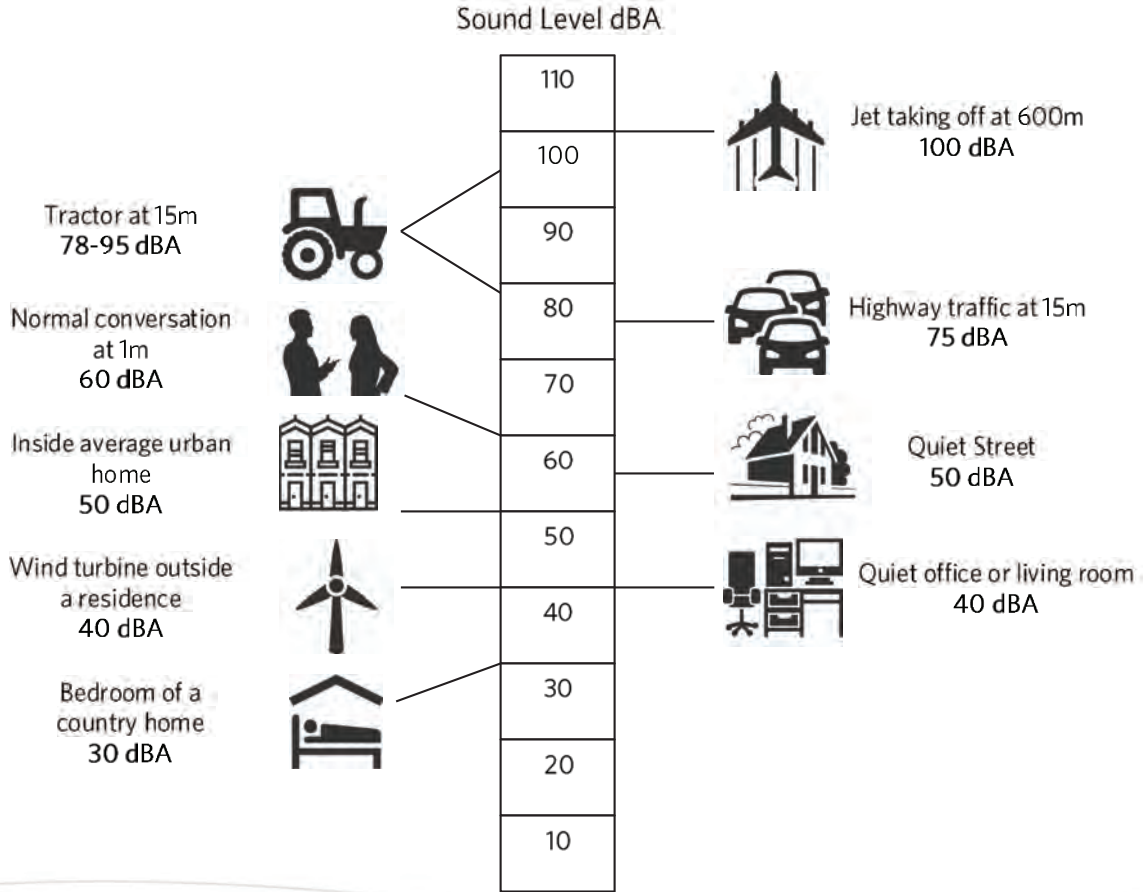 Sound Level dBA
110
100
90
80
70
60
50
40
30
20
10
Tractor at 15m
78-95 dBA
Normal conversation
at 1m
60 dBA
Inside average urban
home
50 dBA
Wind turbine outside
a residence
40 dBA
Bedroom of a
country home
30 dBA
Jet taking off at 600m
100 dBA
Highway traffic at 15m
75 dBA
Quiet Street
50 dBA
Quiet office or living room
40 dBA